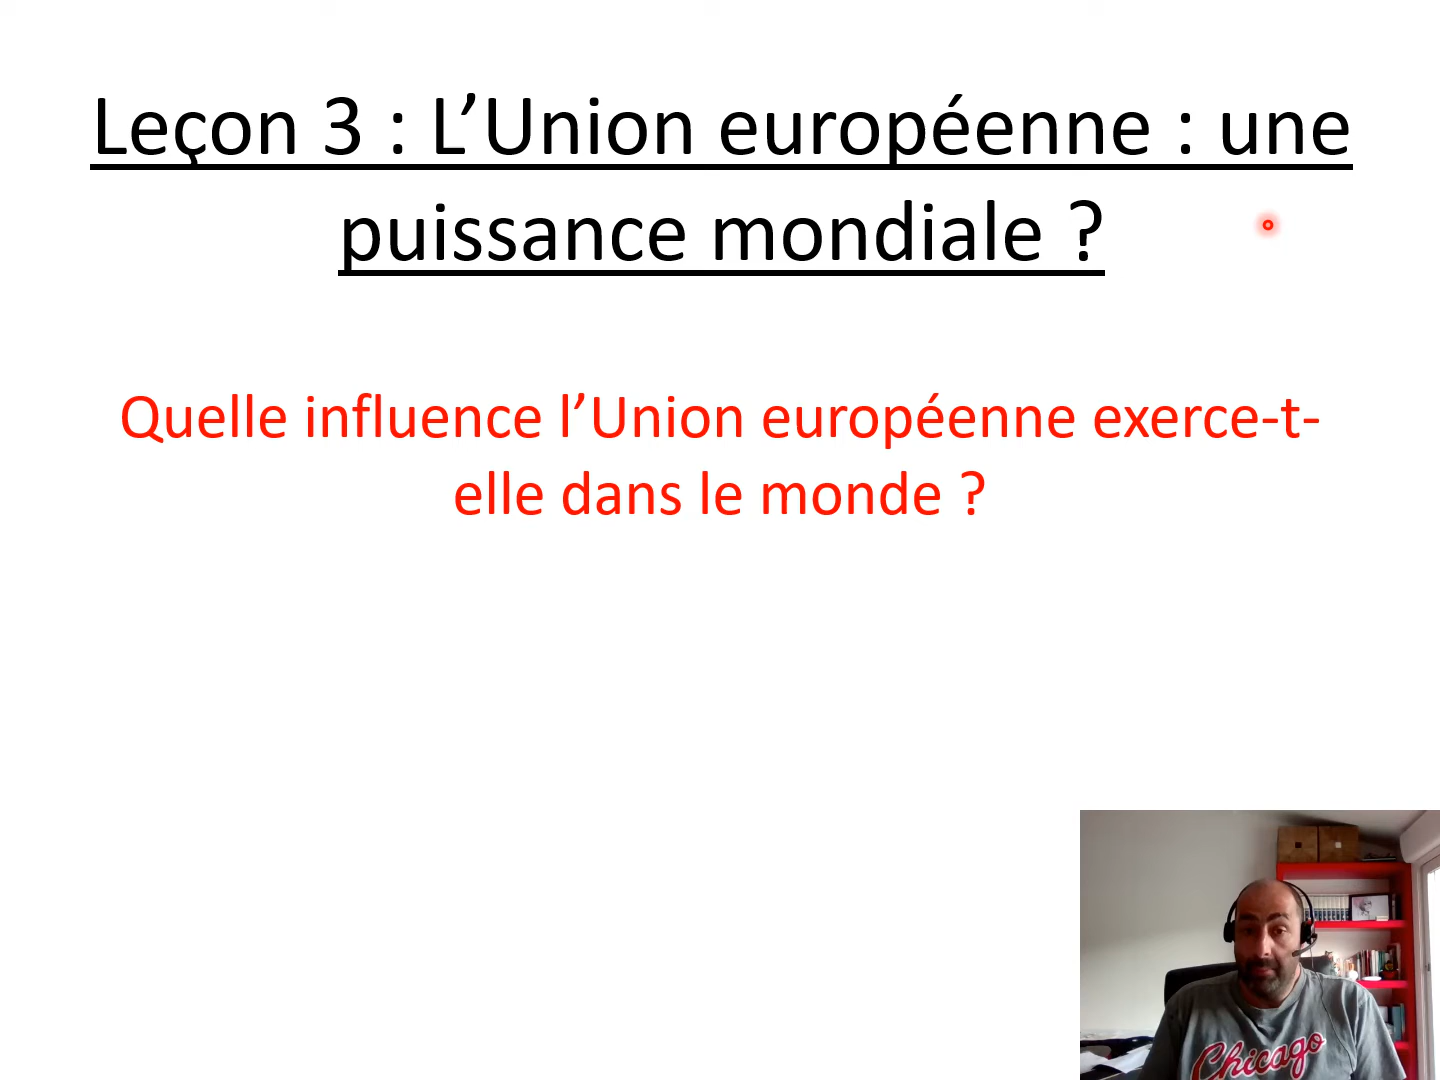 Leçon 3 : L’Union européenne : une
puissance mondiale ?
Quelle influence l’Union européenne exerce-t-
elle dans le monde ?
Chicago